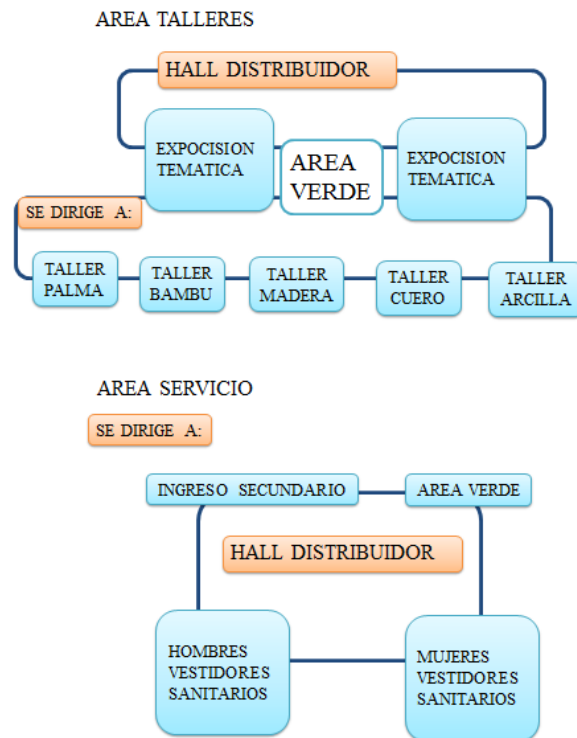 AREA TALLERES
HALL DISTRIBUIDOR
EXPOCISION
TEMATICA
AREA
VERDE
EXPOCISION
TEMATICA
SE DIRIGE A:
TALLER
PALMA
TALLER
BAMBU
TALLER
MADERA
TALLER
CUERO
TALLER
ARCILLA
AREA SERVICIO
SE DIRIGE A:
INGRESO SECUNDARIO
AREA VERDE
HALL DISTRIBUIDOR
HOMBRES
VESTIDORES
SANITARIOS
MUJERES
VESTIDORES
SANITARIOS